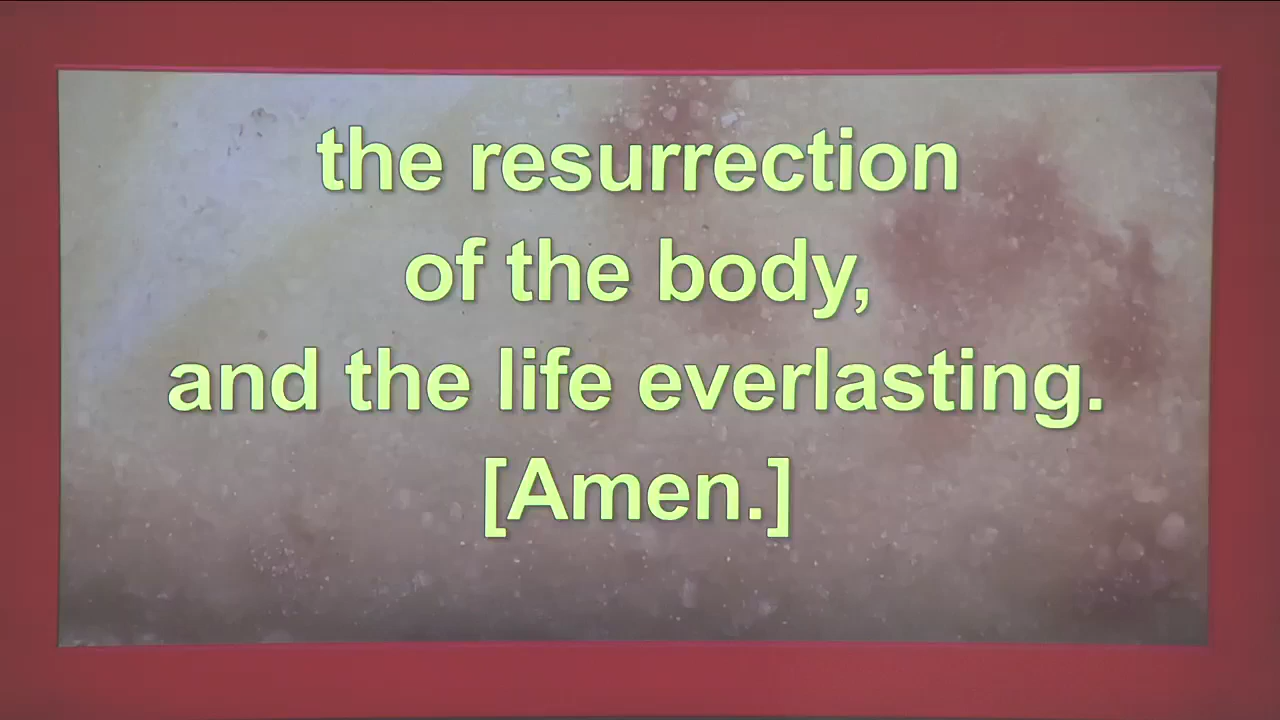 the resurrection
of the body,
and the life everlasting.
[Amen.]